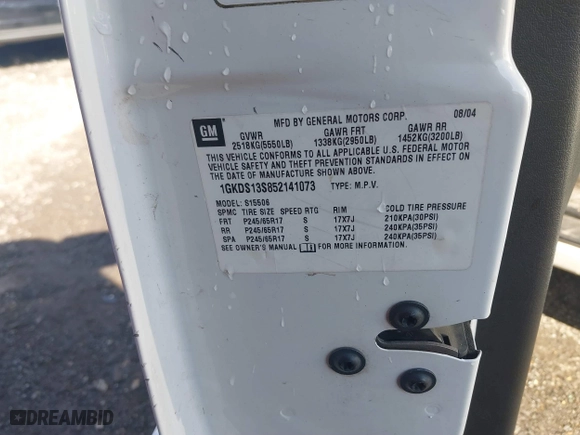 MFD BY GENERAL MOTORS CORP. 08/04
GM
GVWR GAWR FRT GAWR RR
2518KG(5550LB) 1338KG(2950LB) 1452KG(3200LB)
THIS VEHICLE CONFORMS TO ALL APPLICABLE U.S. FEDERAL MOTOR
VEHICLE SAFETY AND THEFT PREVENTION STANDARDS IN EFFECT ON
THE DATE OF MANUFACTURE SHOWN ABOVE.
1GKDS13S852141073 TYPE: M.P.V.
MODEL: S15506
SPMC TIRE SIZE SPEED RTG RIM COLD TIRE PRESSURE
FRT P245/65R17 S 17X7J 210KPA(30PSI)
RR P245/65R17 S 17X7J 240KPA(35PSI)
SPA P245/65R17 S 17X7J 240KPA(35PSI)
SEE OWNER'S MANUAL FOR MORE INFORMATION.
DREAMBID